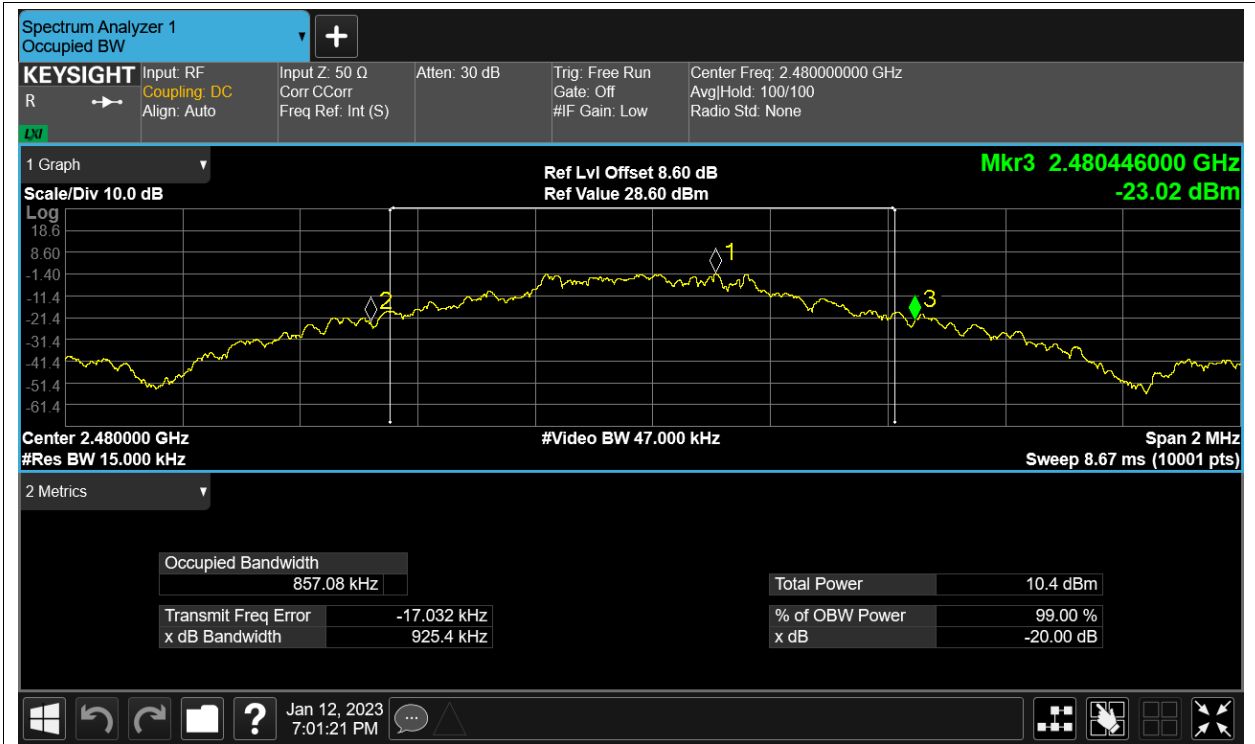 Spectrum Analyzer 1
Occupied BW
KEYSIGHT
R
LXI
Input: RF
Coupling: DC
Align: Auto
Input Z: 50 Ω
Corr CCorr
Freq Ref: Int (S)
Atten: 30 dB
Trig: Free Run
Gate: Off
#IF Gain: Low
Center Freq: 2.480000000 GHz
Avg|Hold: 100/100
Radio Std: None
1 Graph
Scale/Div 10.0 dB
Ref Lvl Offset 8.60 dB
Ref Value 28.60 dBm
Mkr3 2.480446000 GHz
-23.02 dBm
Log
18.6
8.60
-1.40
-11.4
-21.4
-31.4
-41.4
-51.4
-61.4
1
2
3
Center 2.480000 GHz
#Res BW 15.000 kHz
#Video BW 47.000 kHz
Span 2 MHz
Sweep 8.67 ms (10001 pts)
2 Metrics
Occupied Bandwidth
857.08 kHz
Transmit Freq Error -17.032 kHz
x dB Bandwidth 925.4 kHz
Total Power 10.4 dBm
% of OBW Power 99.00 %
x dB -20.00 dB
?
Jan 12, 2023
7:01:21 PM